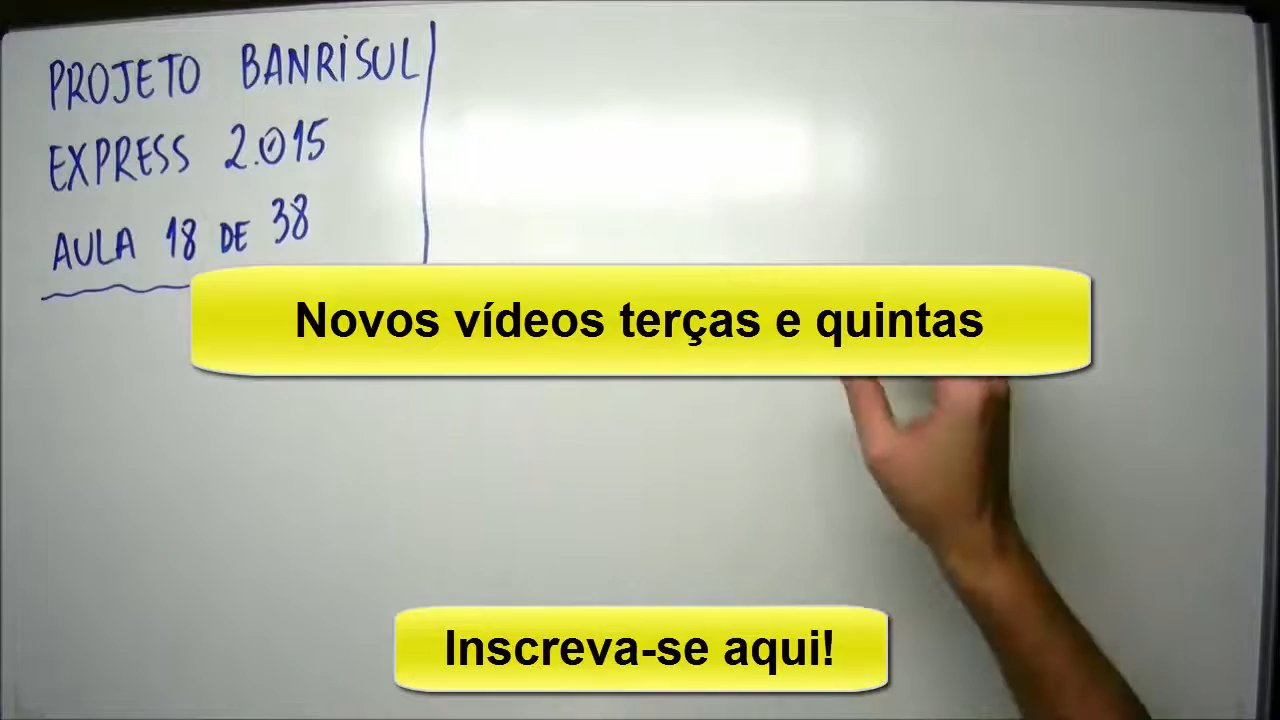 PROJETO BANRISUL
EXPRESS 2.015
AULA 18 DE 38
Novos vídeos terças e quintas
Inscreva-se aqui!